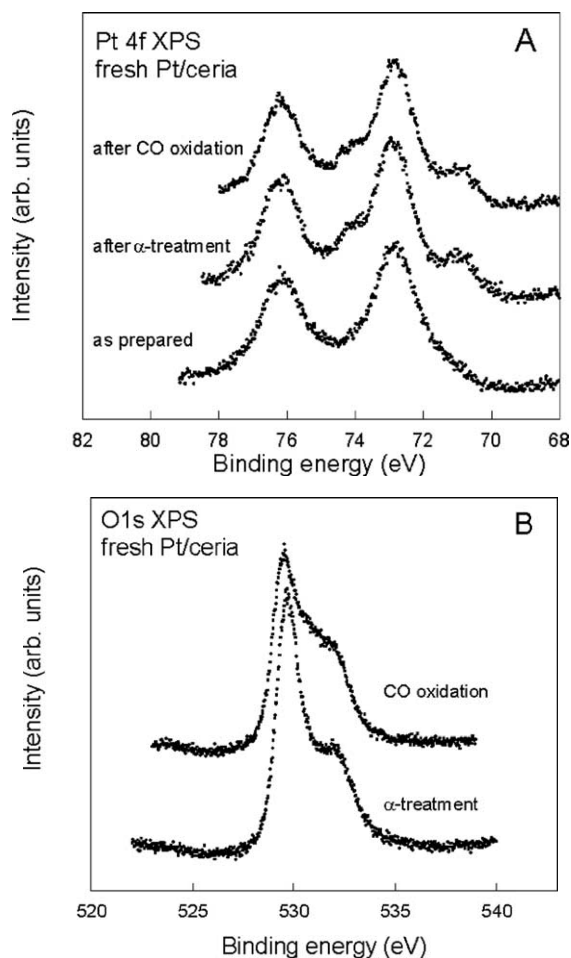 Pt 4f XPS
fresh Pt/ceria
A
after CO oxidation
after α-treatment
as prepared
Intensity (arb. units)
82 80 78 76 74 72 70 68
Binding energy (eV)
O1s XPS
fresh Pt/ceria
B
CO oxidation
α-treatment
Intensity (arb. units)
520 525 530 535 540
Binding energy (eV)